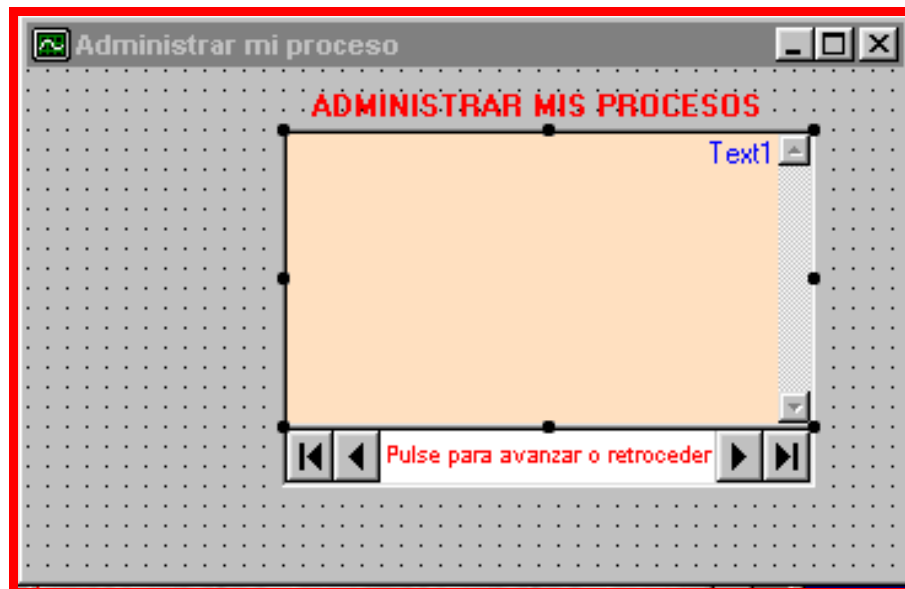 Administrar mi proceso
ADMINISTRAR MIS PROCESOS
Text1
Pulse para avanzar o retroceder